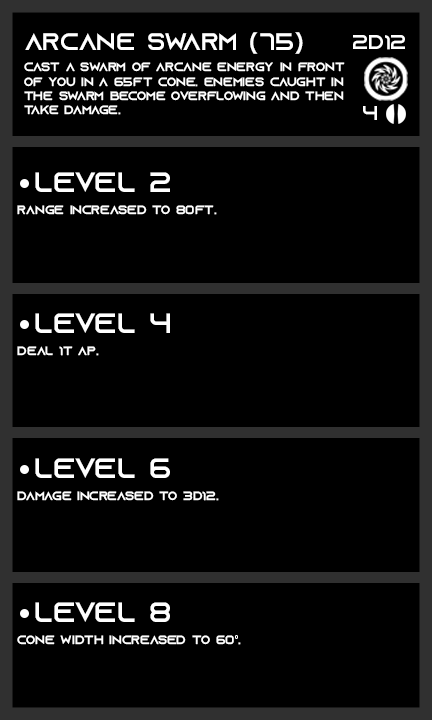 ARCANE SWARM (75) 2D12
CAST A SWARM OF ARCANE ENERGY IN FRONT
OF YOU IN A 65FT CONE. ENEMIES CAUGHT IN
THE SWARM BECOME OVERFLOWING AND THEN
TAKE DAMAGE.
4
•LEVEL 2
RANGE INCREASED TO 80FT.
•LEVEL 4
DEAL 1T AP.
•LEVEL 6
DAMAGE INCREASED TO 3D12.
•LEVEL 8
CONE WIDTH INCREASED TO 60°.